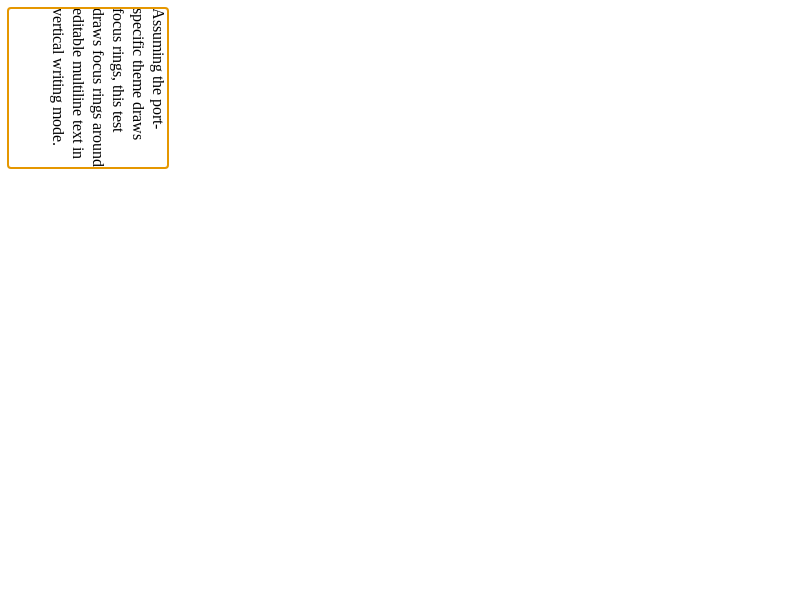 Assuming the port-
specific theme draws
focus rings, this test
draws focus rings around
editable multiline text in
vertical writing mode.